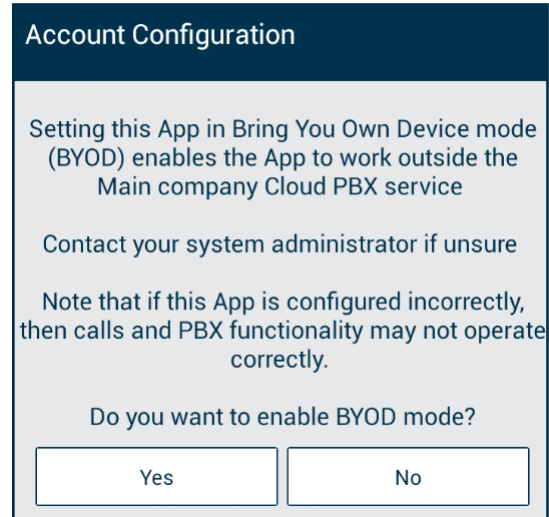 Account Configuration
Setting this App in Bring You Own Device mode
(BYOD) enables the App to work outside the
Main company Cloud PBX service
Contact your system administrator if unsure
Note that if this App is configured incorrectly,
then calls and PBX functionality may not operate
correctly.
Do you want to enable BYOD mode?
Yes
No